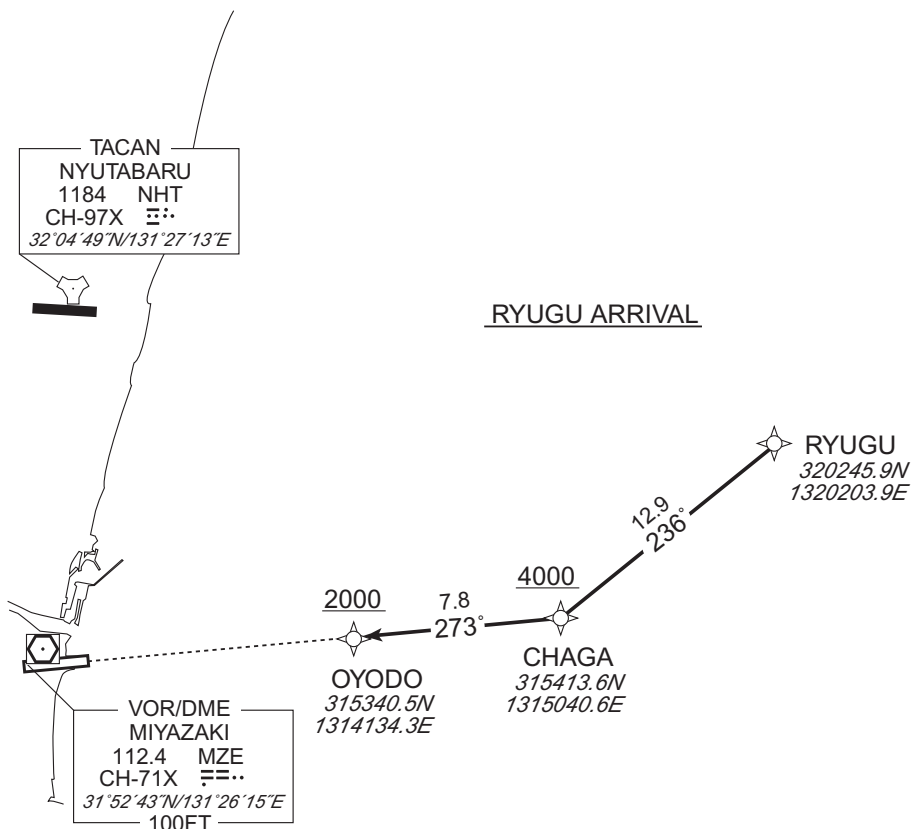 TACAN
NYUTABARU
1184 NHT
CH-97X
32°04´49˝N/131°27´13˝E
RYUGU ARRIVAL
RYUGU
320245.9N
1320203.9E
12.9
236°
4000
CHAGA
315413.6N
1315040.6E
7.8
273°
2000
OYODO
315340.5N
1314134.3E
VOR/DME
MIYAZAKI
112.4 MZE
CH-71X
31°52´43˝N/131°26´15˝E
100FT